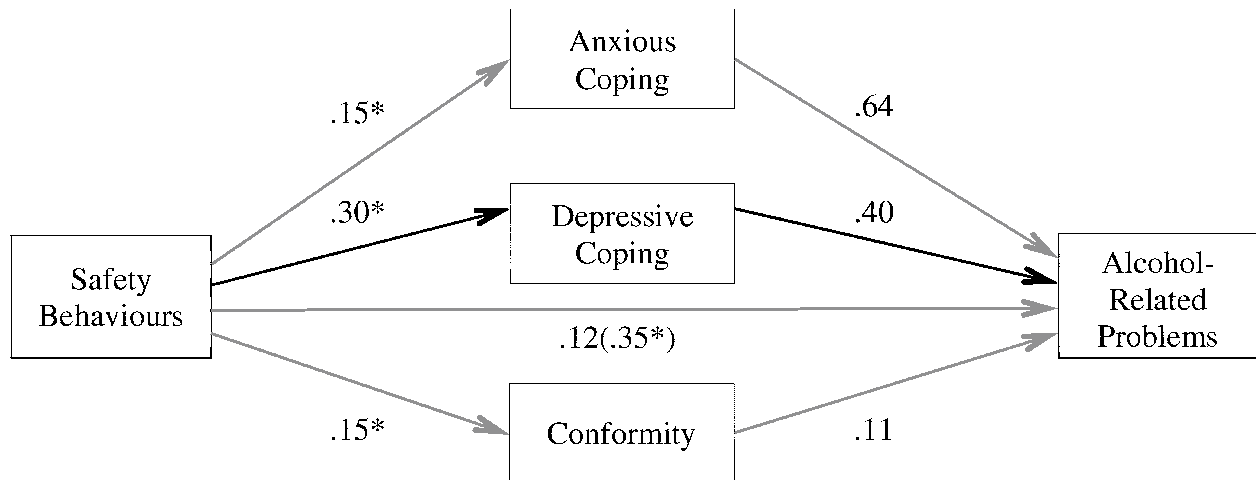 Anxious
Coping
.15*
.64
.30*
Depressive
Coping
.40
Safety
Behaviours
.12(.35*)
Alcohol-
Related
Problems
.15*
Conformity
.11